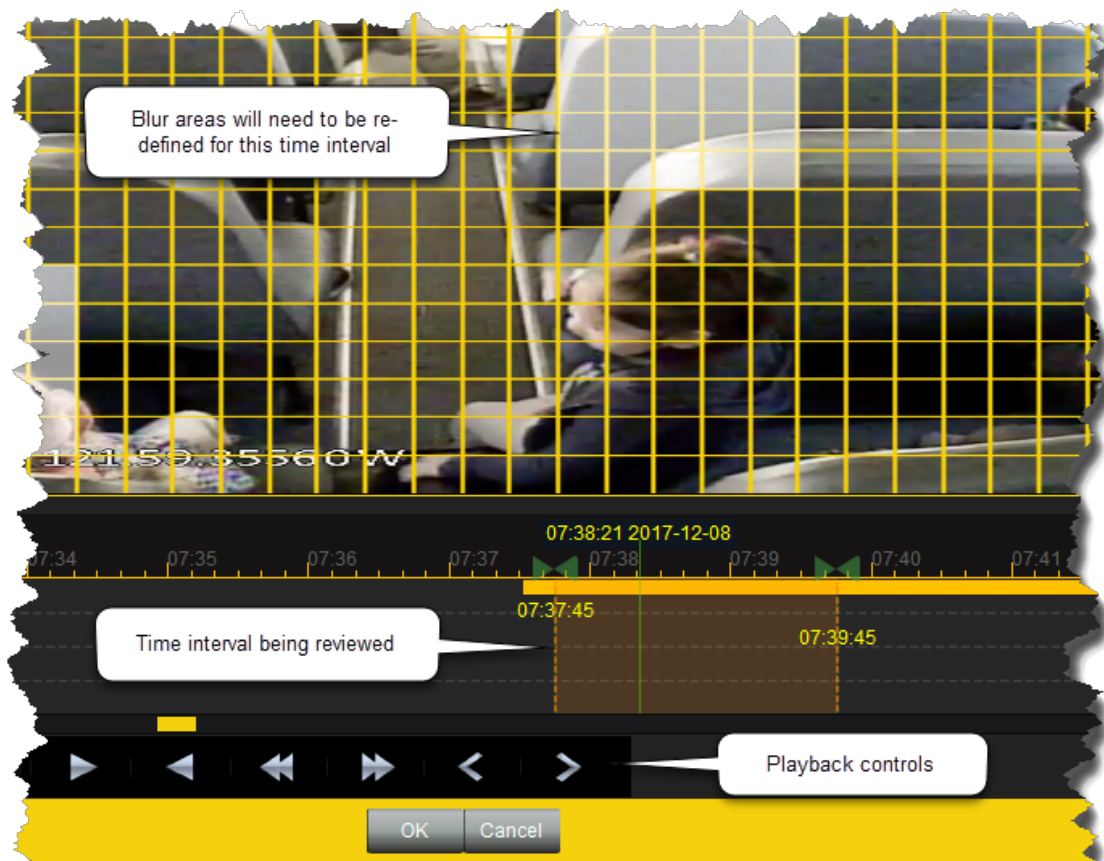 Blur areas will need to be re-
defined for this time interval
121.59.35360W
07:38:21 2017-12-08
07:34 07:35 07:36 07:37 07:38 07:39 07:40 07:41
07:37:45
Time interval being reviewed
07:39:45
Playback controls
OK Cancel